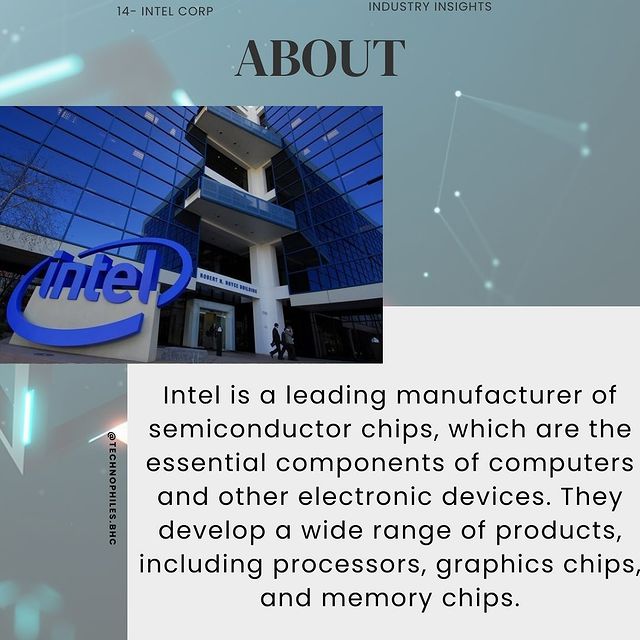 14- INTEL CORP
INDUSTRY INSIGHTS
ABOUT
intel
ROBERT N. NOYCE BUILDING
Intel is a leading manufacturer of
semiconductor chips, which are the
essential components of computers
and other electronic devices. They
develop a wide range of products,
including processors, graphics chips,
and memory chips.
@TECHNOPHILES.BHC